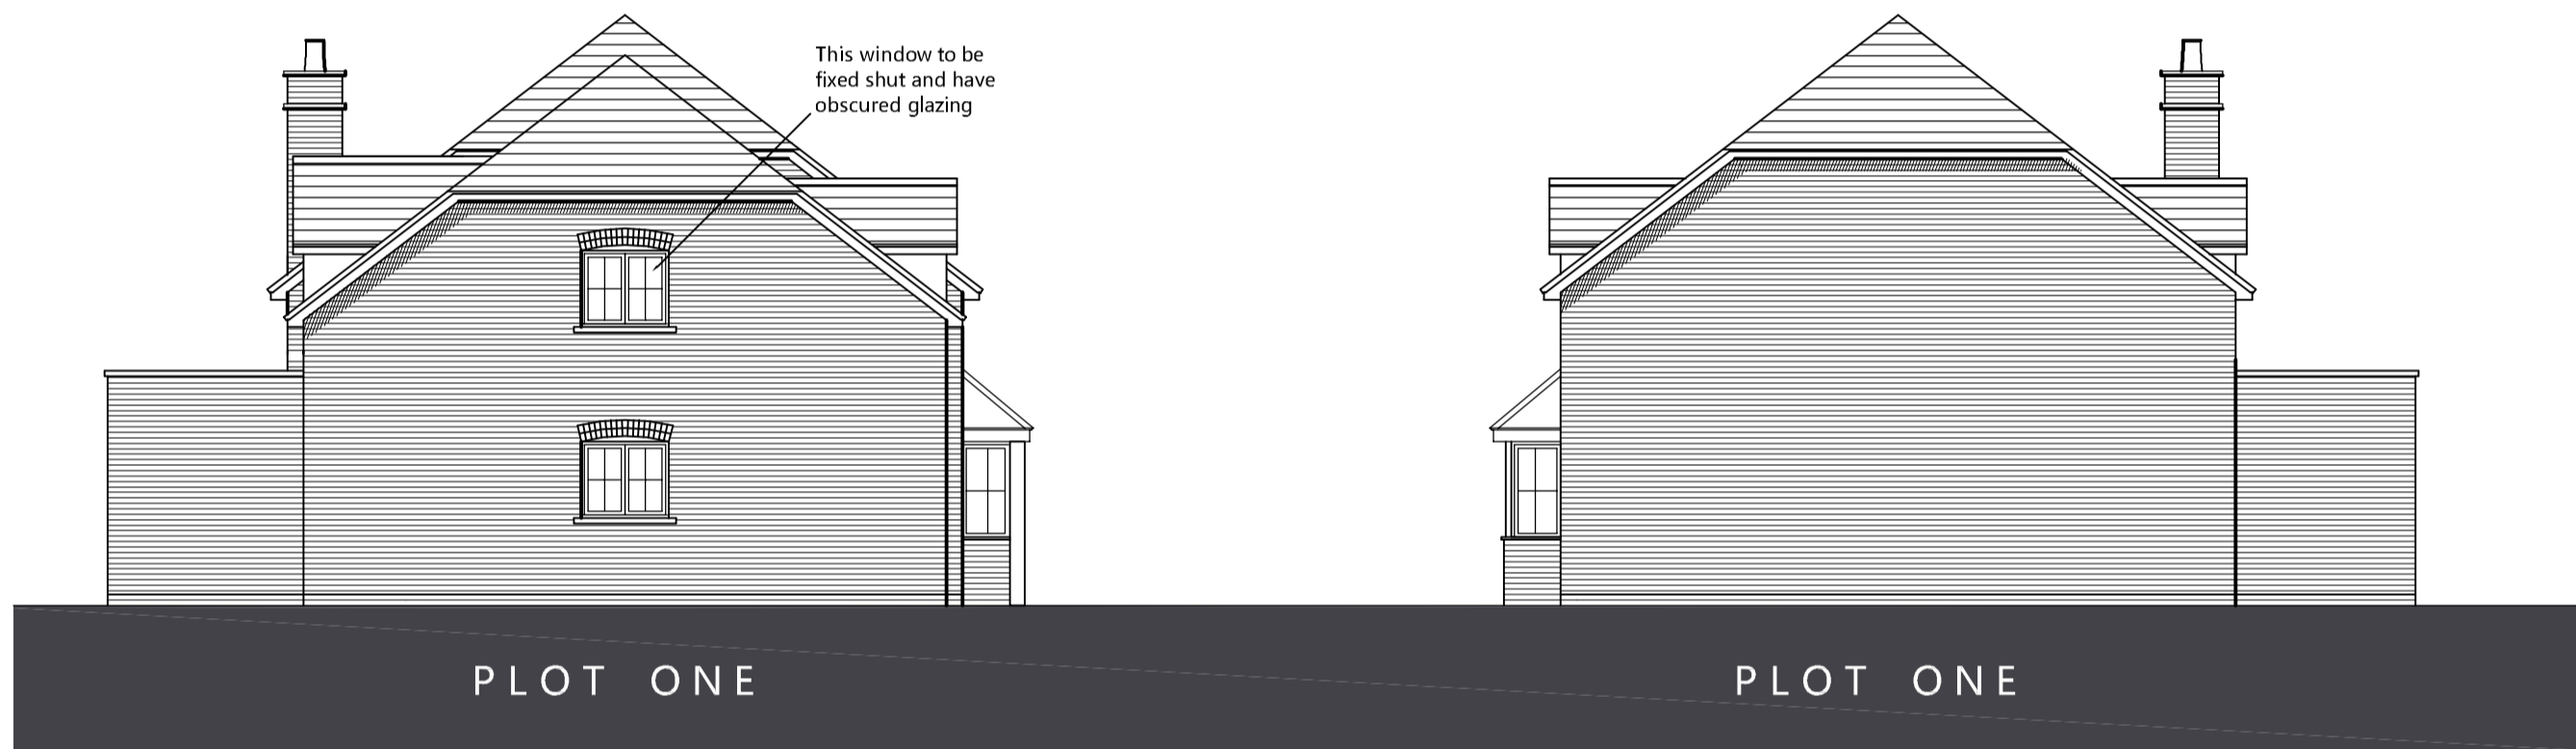 This window to be
fixed shut and have
obscured glazing
PLOT ONE
PLOT ONE